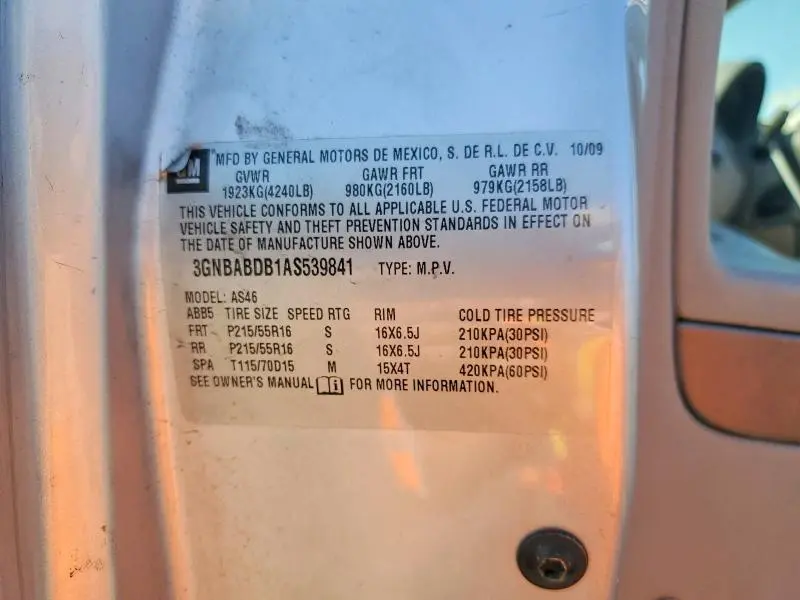 GM MFD BY GENERAL MOTORS DE MEXICO, S. DE R.L. DE C.V. 10/09
GVWR GAWR FRT GAWR RR
1923KG(4240LB) 980KG(2160LB) 979KG(2158LB)
THIS VEHICLE CONFORMS TO ALL APPLICABLE U.S. FEDERAL MOTOR
VEHICLE SAFETY AND THEFT PREVENTION STANDARDS IN EFFECT ON
THE DATE OF MANUFACTURE SHOWN ABOVE.
3GNBABDB1AS539841 TYPE: M.P.V.
MODEL: AS46
ABB5 TIRE SIZE SPEED RTG RIM COLD TIRE PRESSURE
FRT P215/55R16 S 16X6.5J 210KPA(30PSI)
RR P215/55R16 S 16X6.5J 210KPA(30PSI)
SPA T115/70D15 M 15X4T 420KPA(60PSI)
SEE OWNER'S MANUAL FOR MORE INFORMATION.